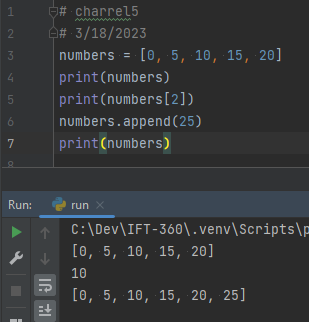 1 # charrel5
2 # 3/18/2023
3 numbers = [0, 5, 10, 15, 20]
4 print(numbers)
5 print(numbers[2])
6 numbers.append(25)
7 print(numbers)
8
Run: run ×
C:\Dev\IFT-360\.venv\Scripts\p
[0, 5, 10, 15, 20]
10
[0, 5, 10, 15, 20, 25]